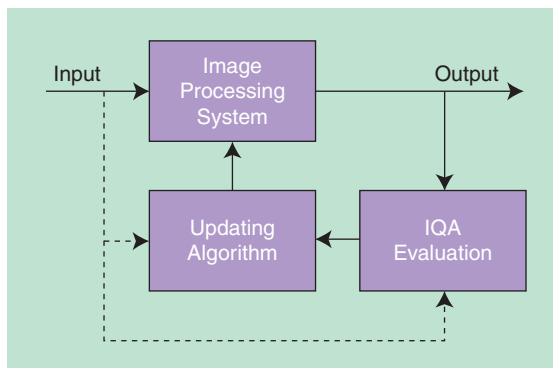 Input
Image
Processing
System
Output
Updating
Algorithm
IQA
Evaluation